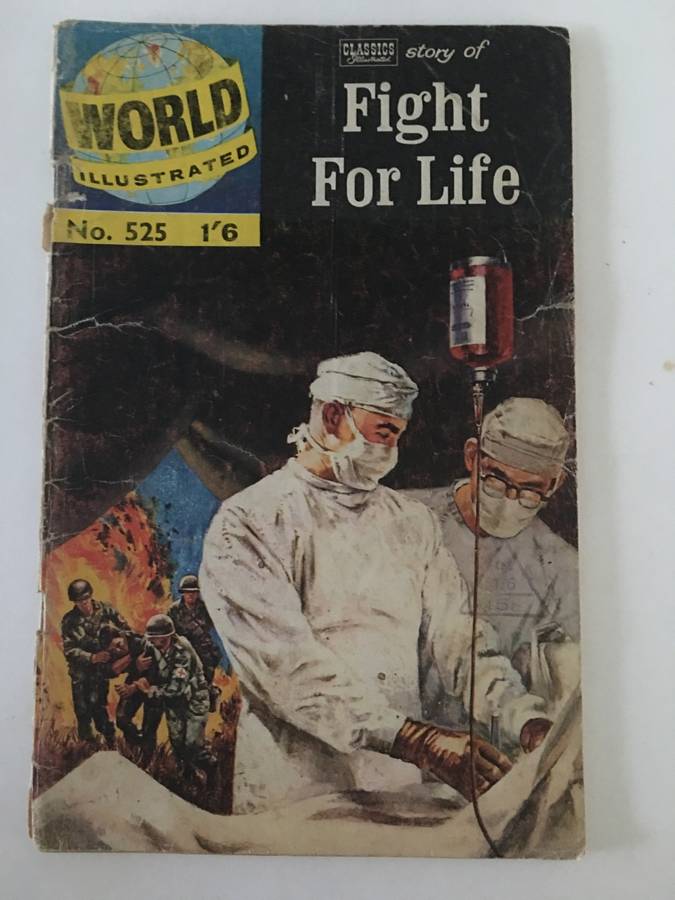 WORLD
ILLUSTRATED
No. 525 1′6
CLASSICS
Illustrated
story of
Fight
For Life